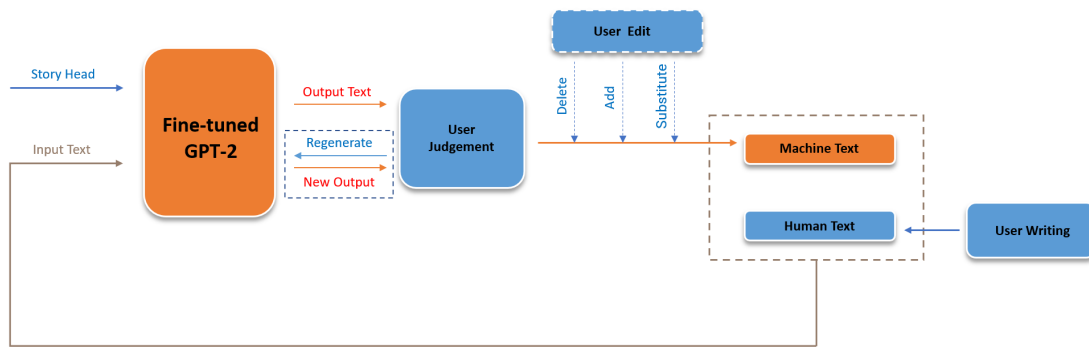 User Edit
Story Head
Fine-tuned
GPT-2
Output Text
Delete
Add
Substitute
User
Judgement
Regenerate
New Output
Input Text
Machine Text
Human Text
User Writing